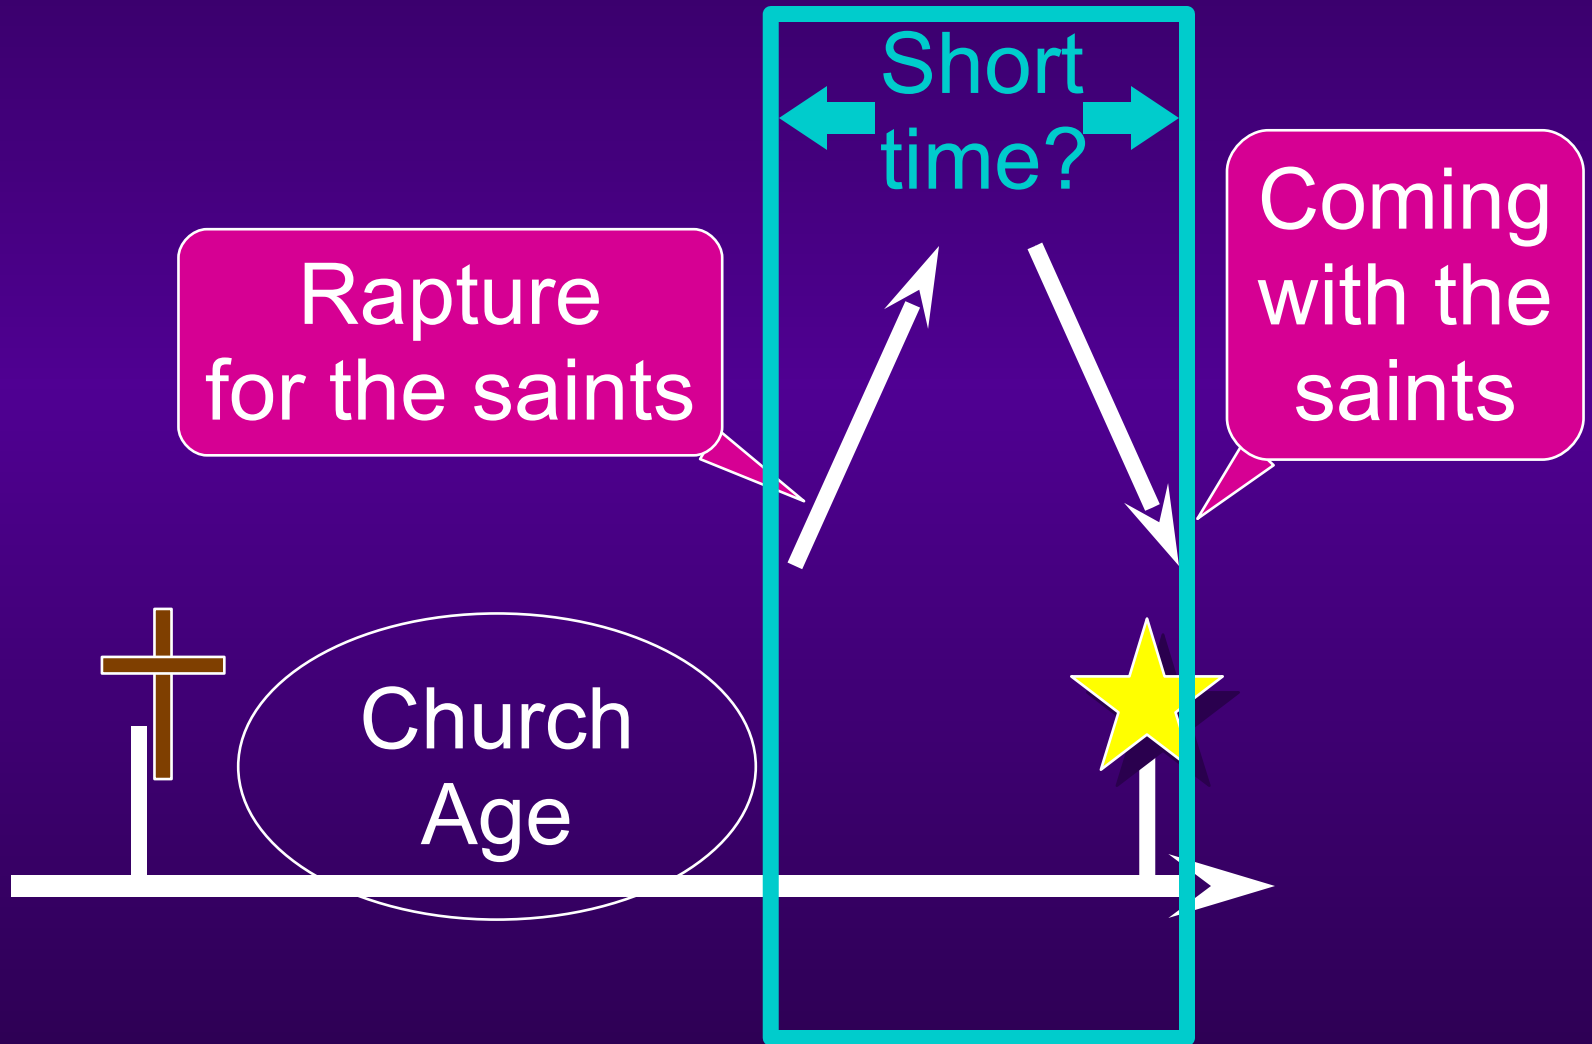 Short
time?
Rapture
for the saints
Coming
with the
saints
Church
Age